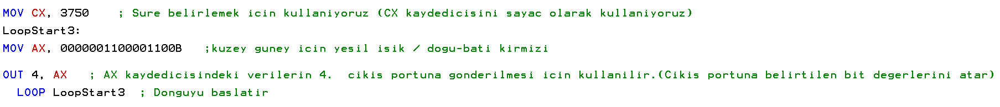 MOV CX, 3750    ; Sure belirlemek icin kullaniyoruz (CX kaydedicisini sayac olarak kullaniyoruz)
LoopStart3:
MOV AX, 0000001100001100B   ;kuzey guney icin yesil isik / dogu-bati kirmizi
OUT 4, AX   ; AX kaydedicisindeki verilerin 4.  cikis portuna gonderilmesi icin kullanilir.(Cikis portuna belirtilen bit degerlerini atar)
  LOOP LoopStart3  ; Donguyu baslatir